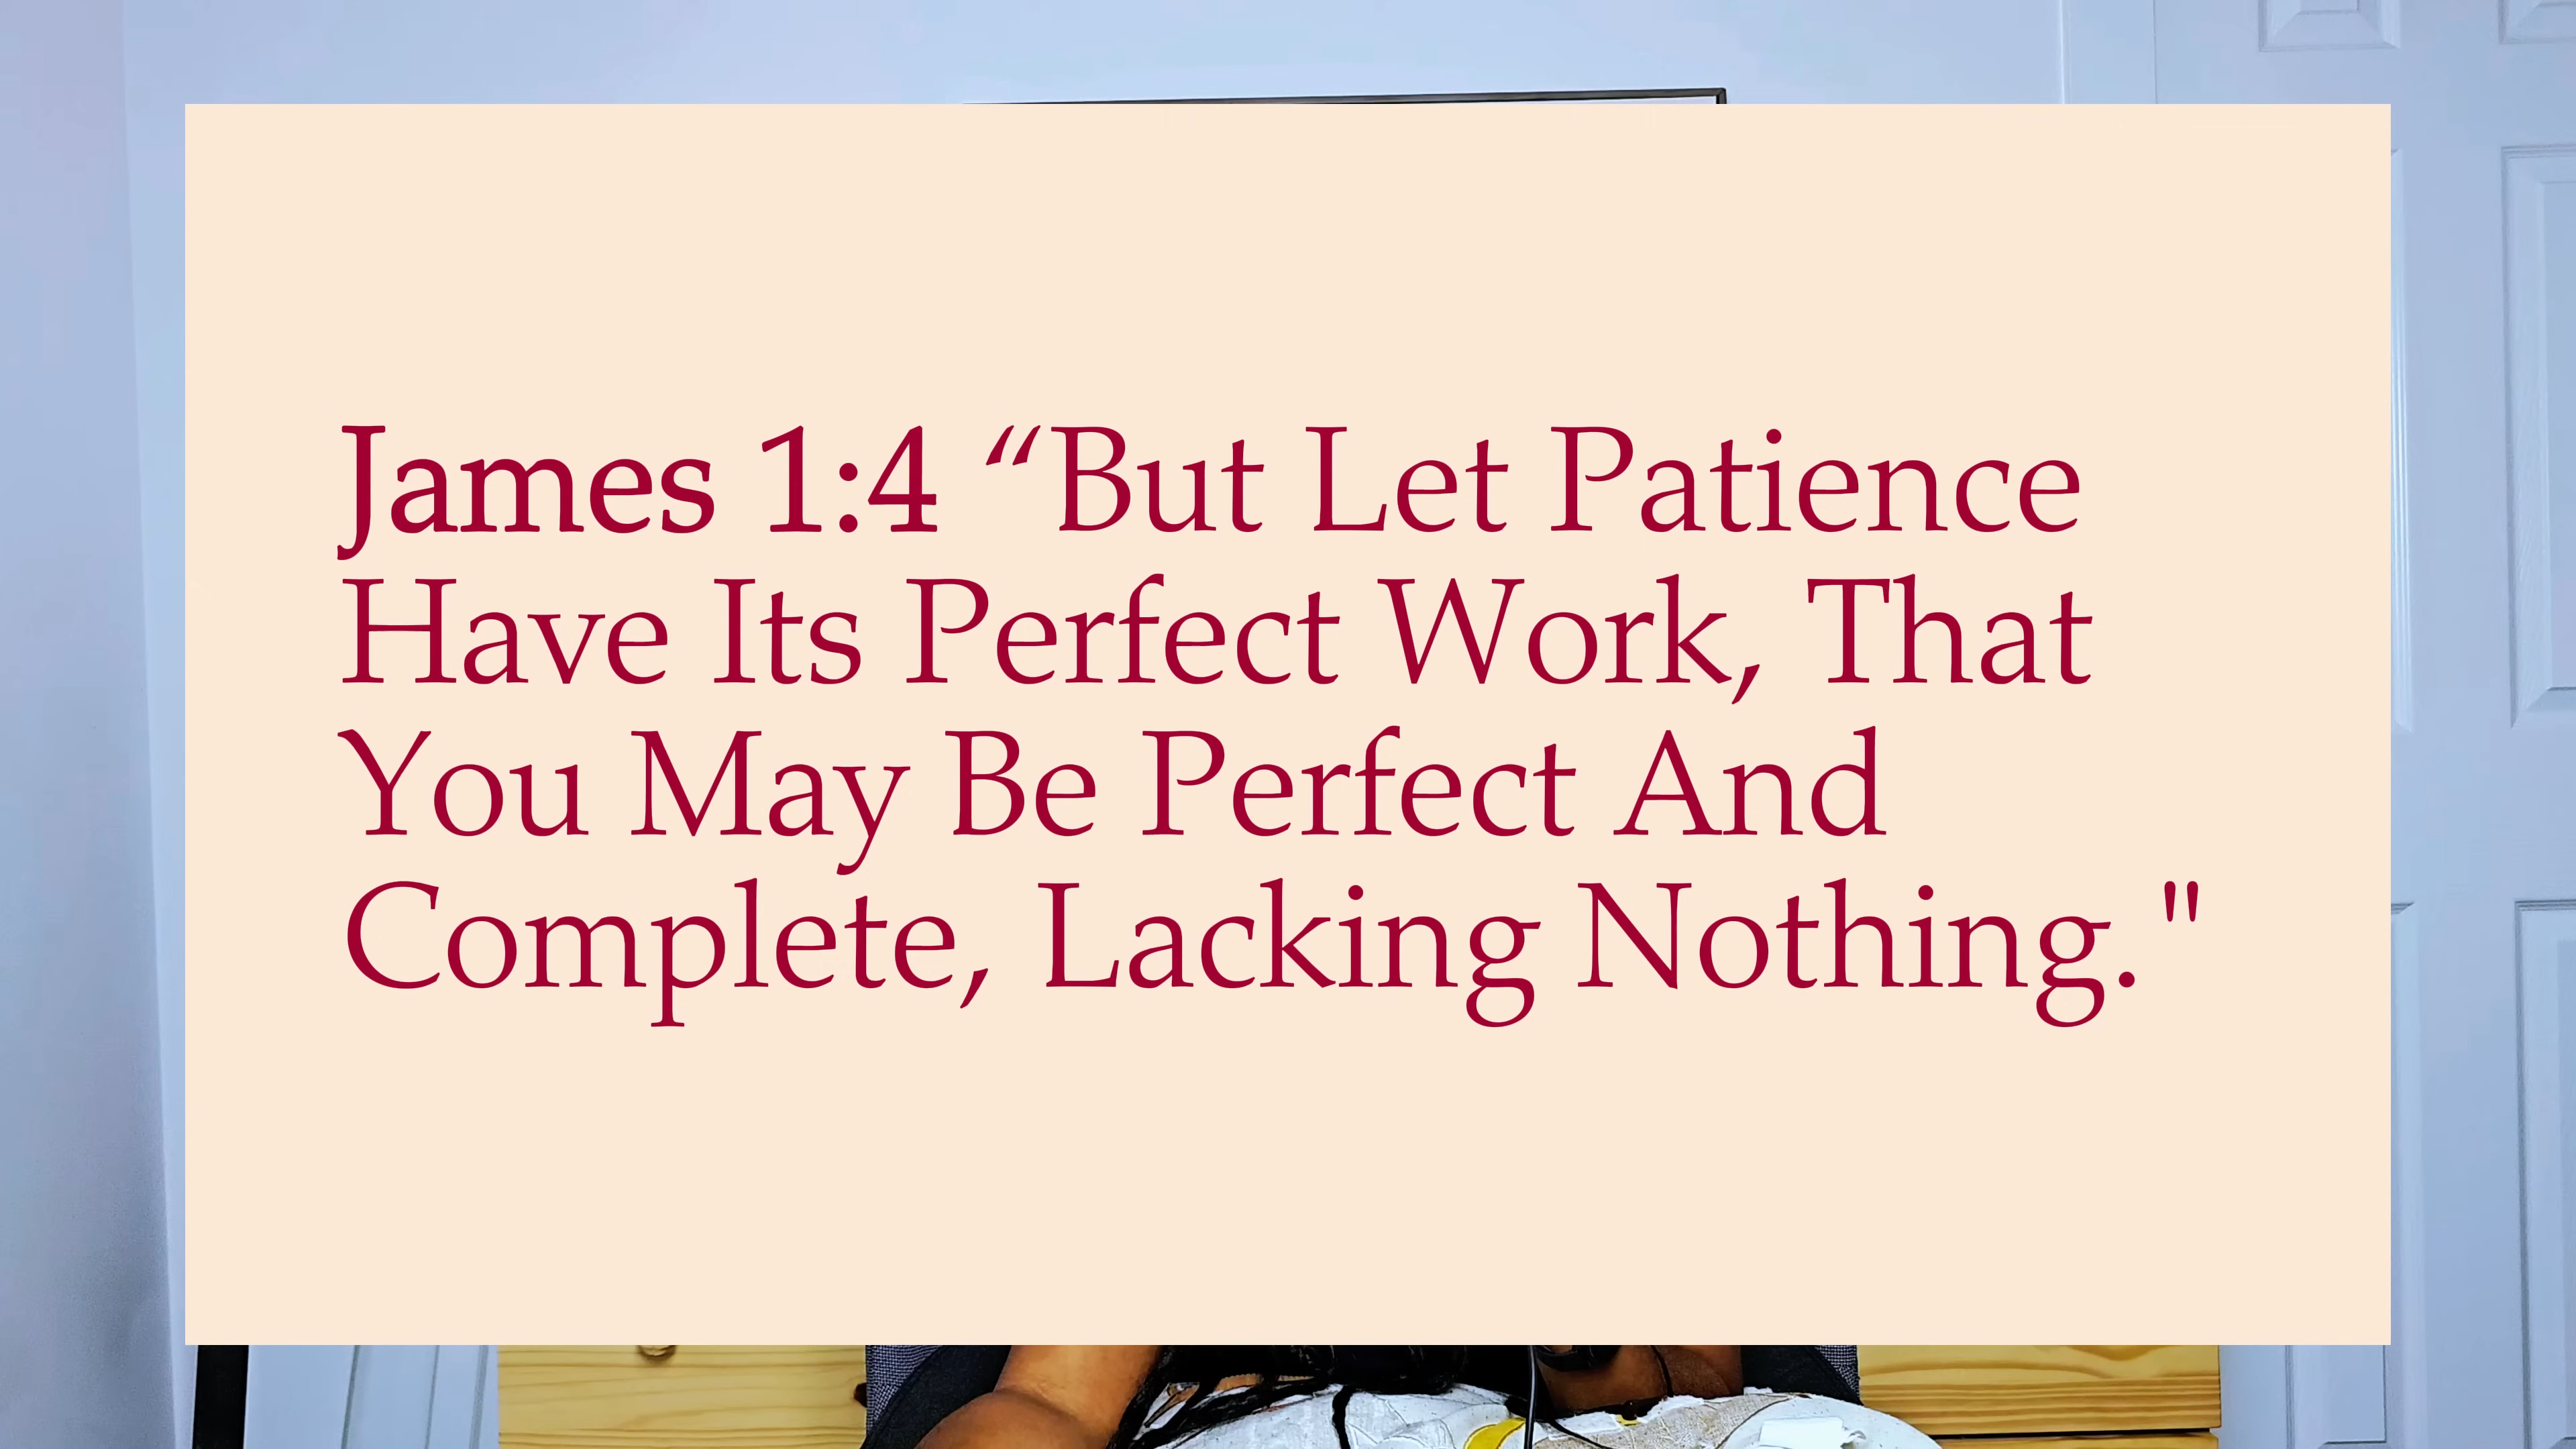 James 1:4 “But Let Patience
Have Its Perfect Work, That
You May Be Perfect And
Complete, Lacking Nothing."